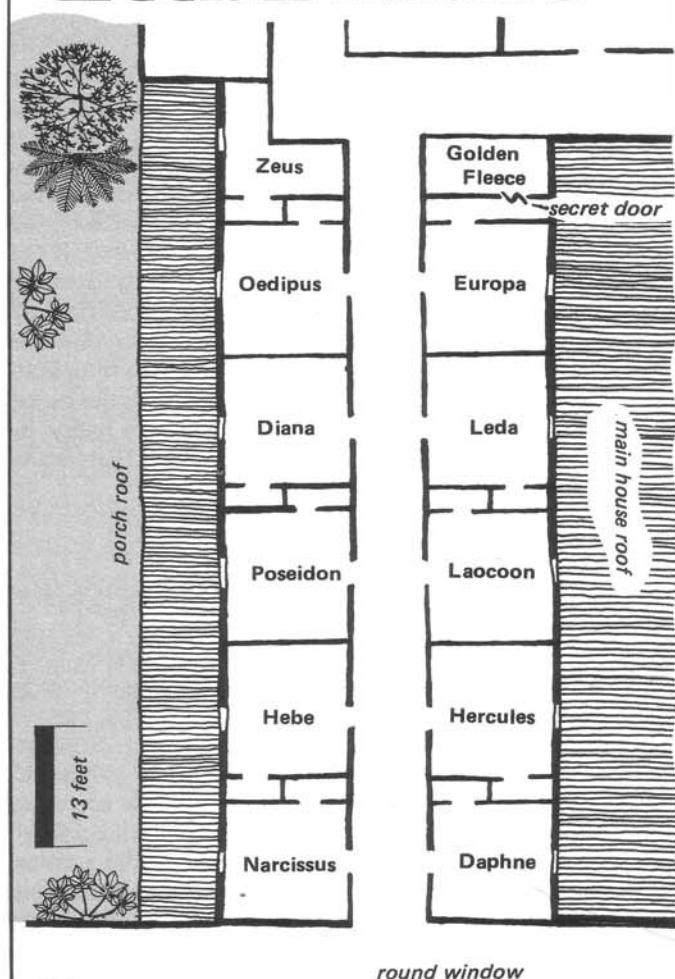 Zeus
Golden
Fleece
secret door
Oedipus
Europa
Diana
Leda
porch roof
main house roof
Poseidon
Laocoon
Hebe
Hercules
13 feet
Narcissus
Daphne
round window